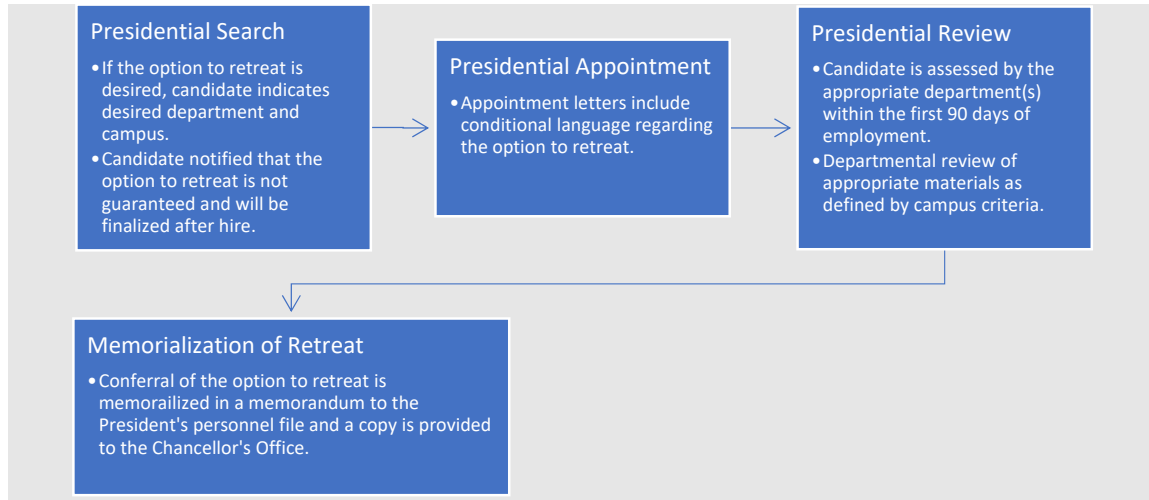 Presidential Search
•If the option to retreat is
desired, candidate indicates
desired department and
campus.
•Candidate notified that the
option to retreat is not
guaranteed and will be
finalized after hire.
Presidential Appointment
•Appointment letters include
conditional language regarding
the option to retreat.
Presidential Review
•Candidate is assessed by the
appropriate department(s)
within the first 90 days of
employment.
•Departmental review of
appropriate materials as
defined by campus criteria.
Memorialization of Retreat
•Conferral of the option to retreat is
memorailized in a memorandum to the
President's personnel file and a copy is provided
to the Chancellor's Office.